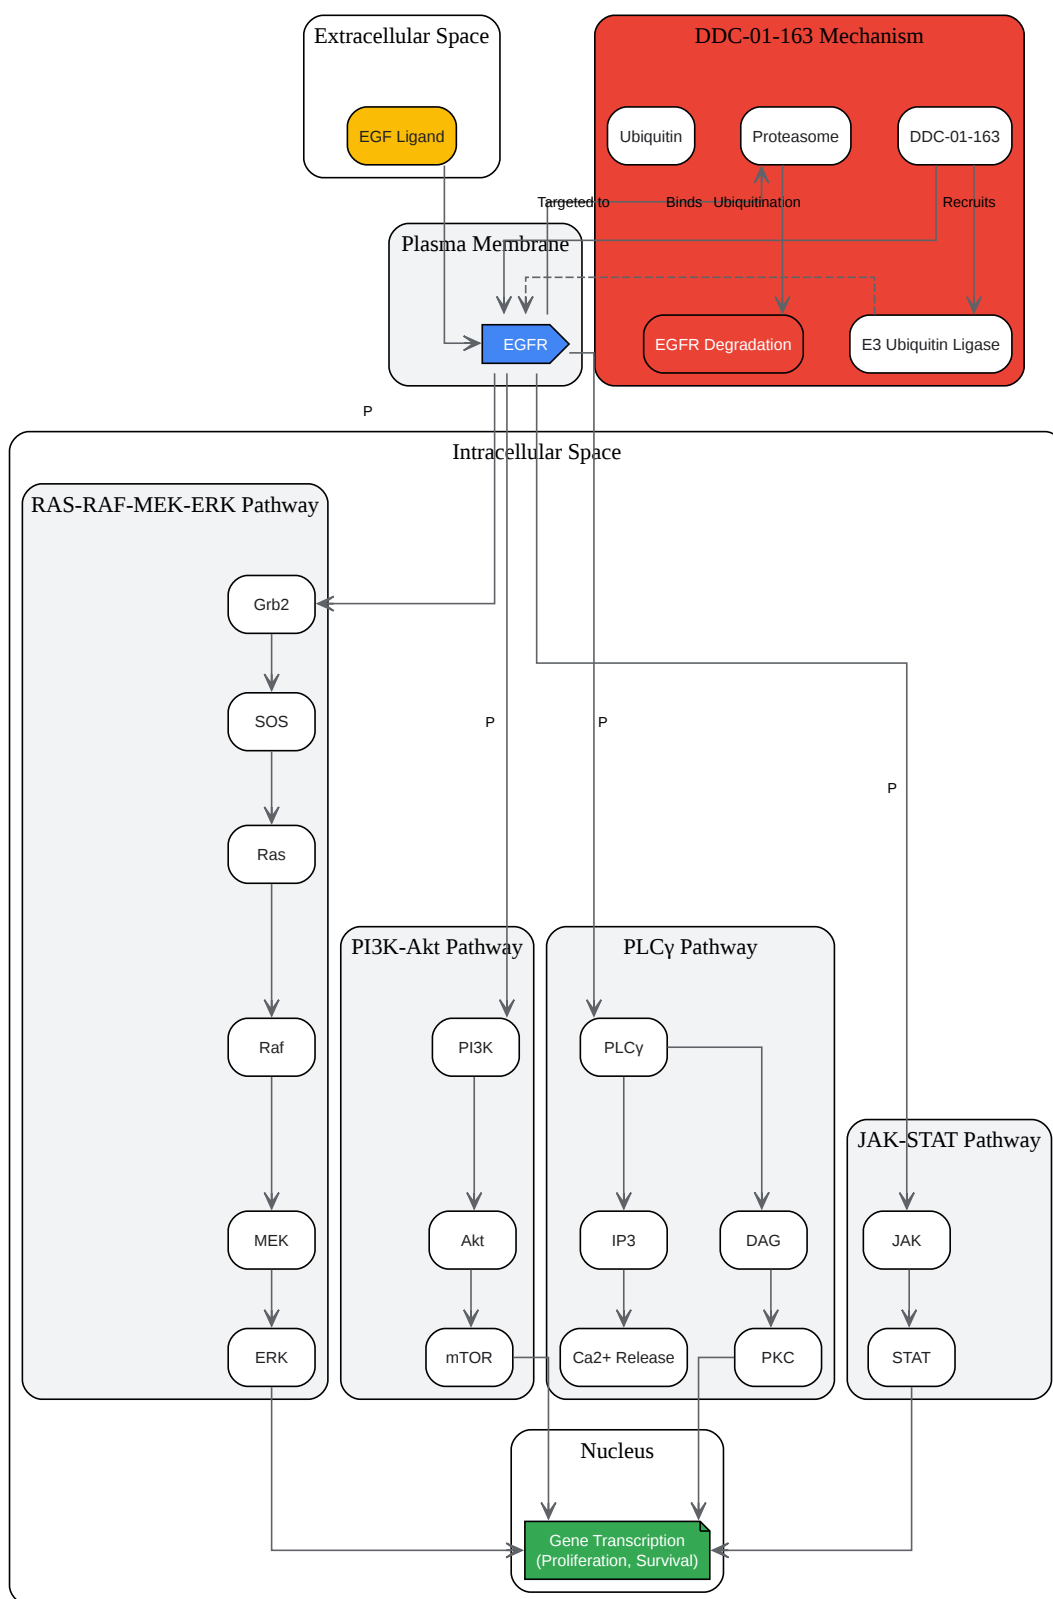 Extracellular Space
DDC-01-163 Mechanism
EGF Ligand
Ubiquitin
Proteasome
DDC-01-163
Targeted to
Binds
Ubiquitination
Recruits
Plasma Membrane
EGFR
EGFR Degradation
E3 Ubiquitin Ligase
P
Intracellular Space
RAS-RAF-MEK-ERK Pathway
Grb2
SOS
P
P
P
Ras
PI3K-Akt Pathway
PLCγ Pathway
Raf
PI3K
PLCγ
JAK-STAT Pathway
MEK
Akt
IP3
DAG
JAK
ERK
mTOR
Ca2+ Release
PKC
STAT
Nucleus
Gene Transcription
(Proliferation, Survival)